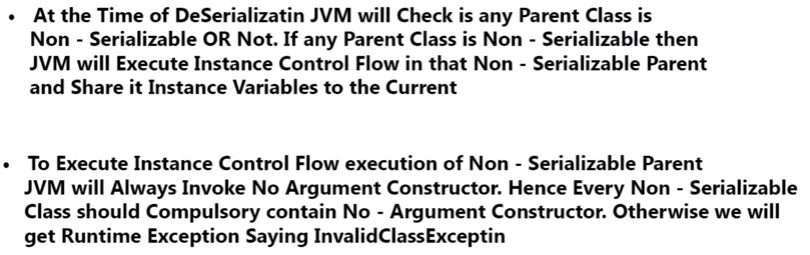 • At the Time of DeSerializatin JVM will Check is any Parent Class is
Non - Serializable OR Not. If any Parent Class is Non - Serializable then
JVM will Execute Instance Control Flow in that Non - Serializable Parent
and Share it Instance Variables to the Current
• To Execute Instance Control Flow execution of Non - Serializable Parent
JVM will Always Invoke No Argument Constructor. Hence Every Non - Serializable
Class should Compulsory contain No - Argument Constructor. Otherwise we will
get Runtime Exception Saying InvalidClassExceptin